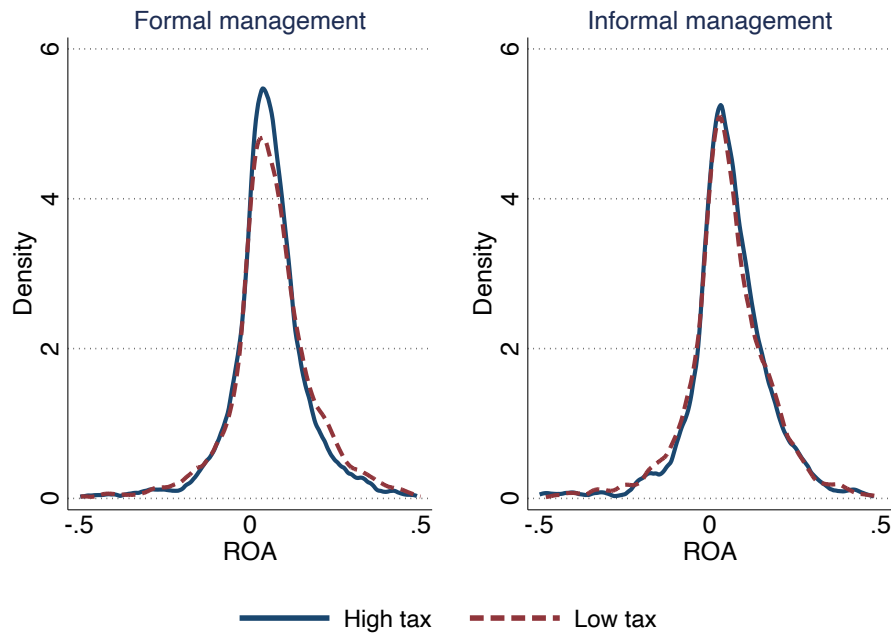 Formal management
6
4
2
0
Density
-.5 0 .5
ROA
Informal management
6
4
2
0
Density
-.5 0 .5
ROA
High tax Low tax